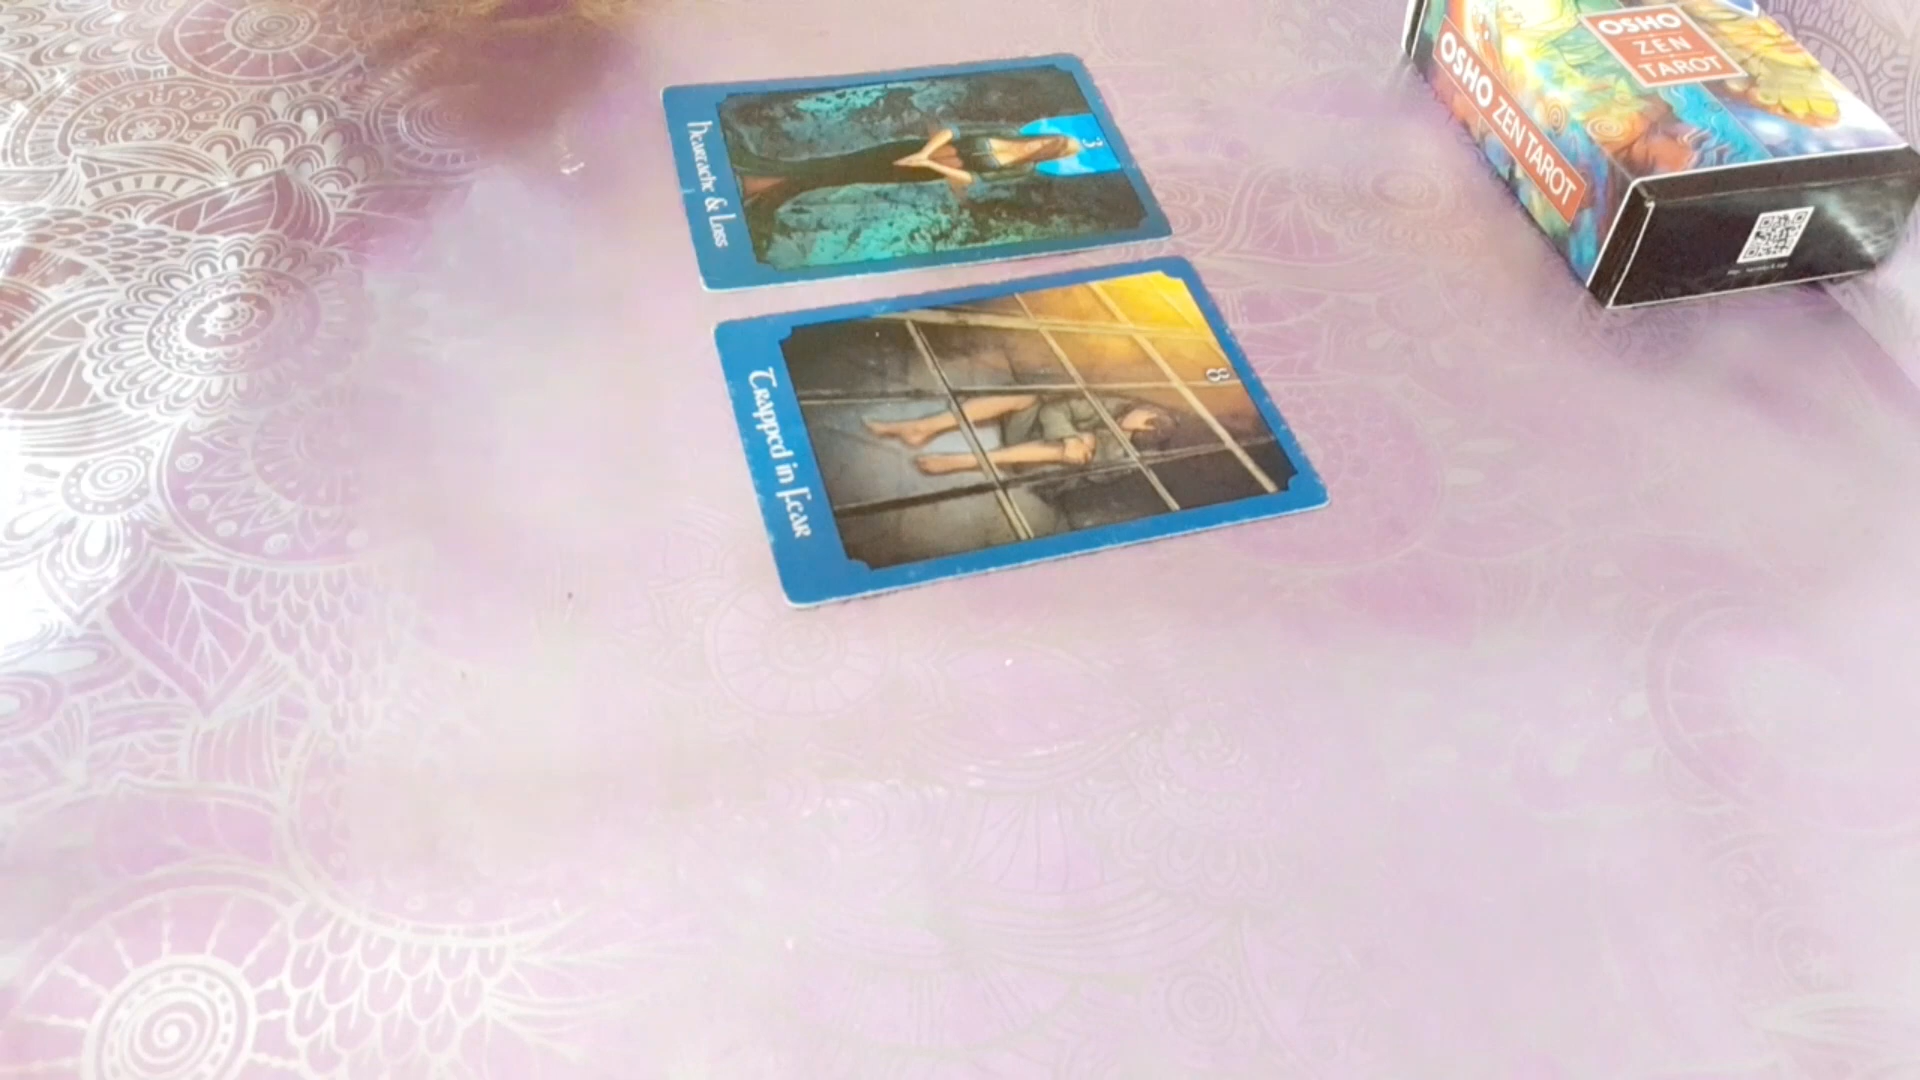 3
Heartache & Loss
8
Trapped in Fear
OSHO
ZEN
TAROT
OSHO ZEN TAROT